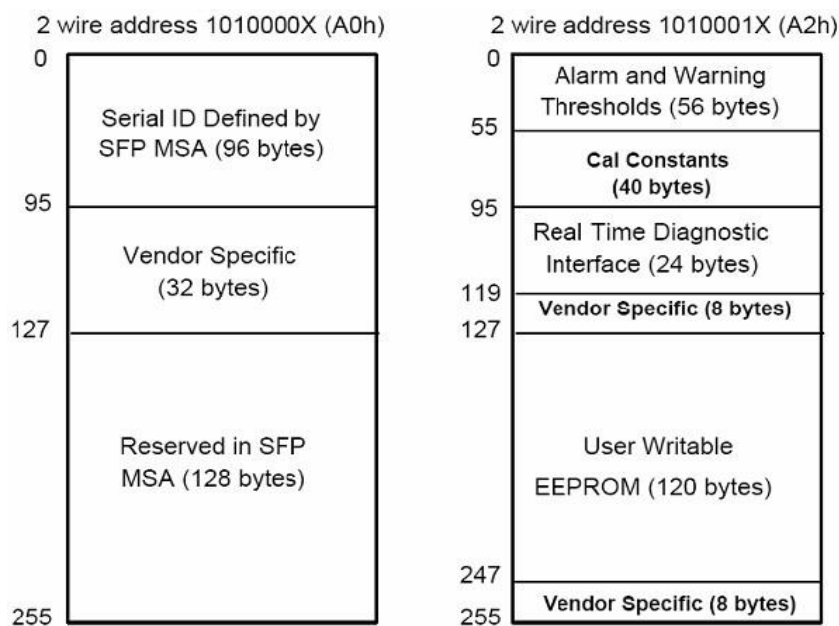 2 wire address 1010000X (A0h)
0
Serial ID Defined by
SFP MSA (96 bytes)
95
Vendor Specific
(32 bytes)
127
Reserved in SFP
MSA (128 bytes)
255
2 wire address 1010001X (A2h)
0
Alarm and Warning
Thresholds (56 bytes)
55
Cal Constants
(40 bytes)
95
Real Time Diagnostic
Interface (24 bytes)
119
Vendor Specific (8 bytes)
127
User Writable
EEPROM (120 bytes)
247
Vendor Specific (8 bytes)
255